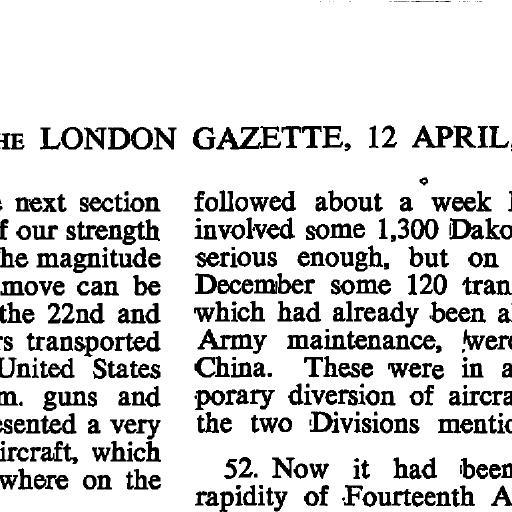 HE LONDON GAZETTE, 12 APRIL,
next section
f our strength
he magnitude
move can be
the 22nd and
rs transported
United States
m. guns and
esented a very
ircraft, which
where on the
followed about a week
involved some 1,300 Dako
serious enough, but on
December some 120 tran
which had already been a
Army maintenance, were
China. These were in a
porary diversion of aircra
the two Divisions mentio
52. Now it had been
rapidity of Fourteenth A